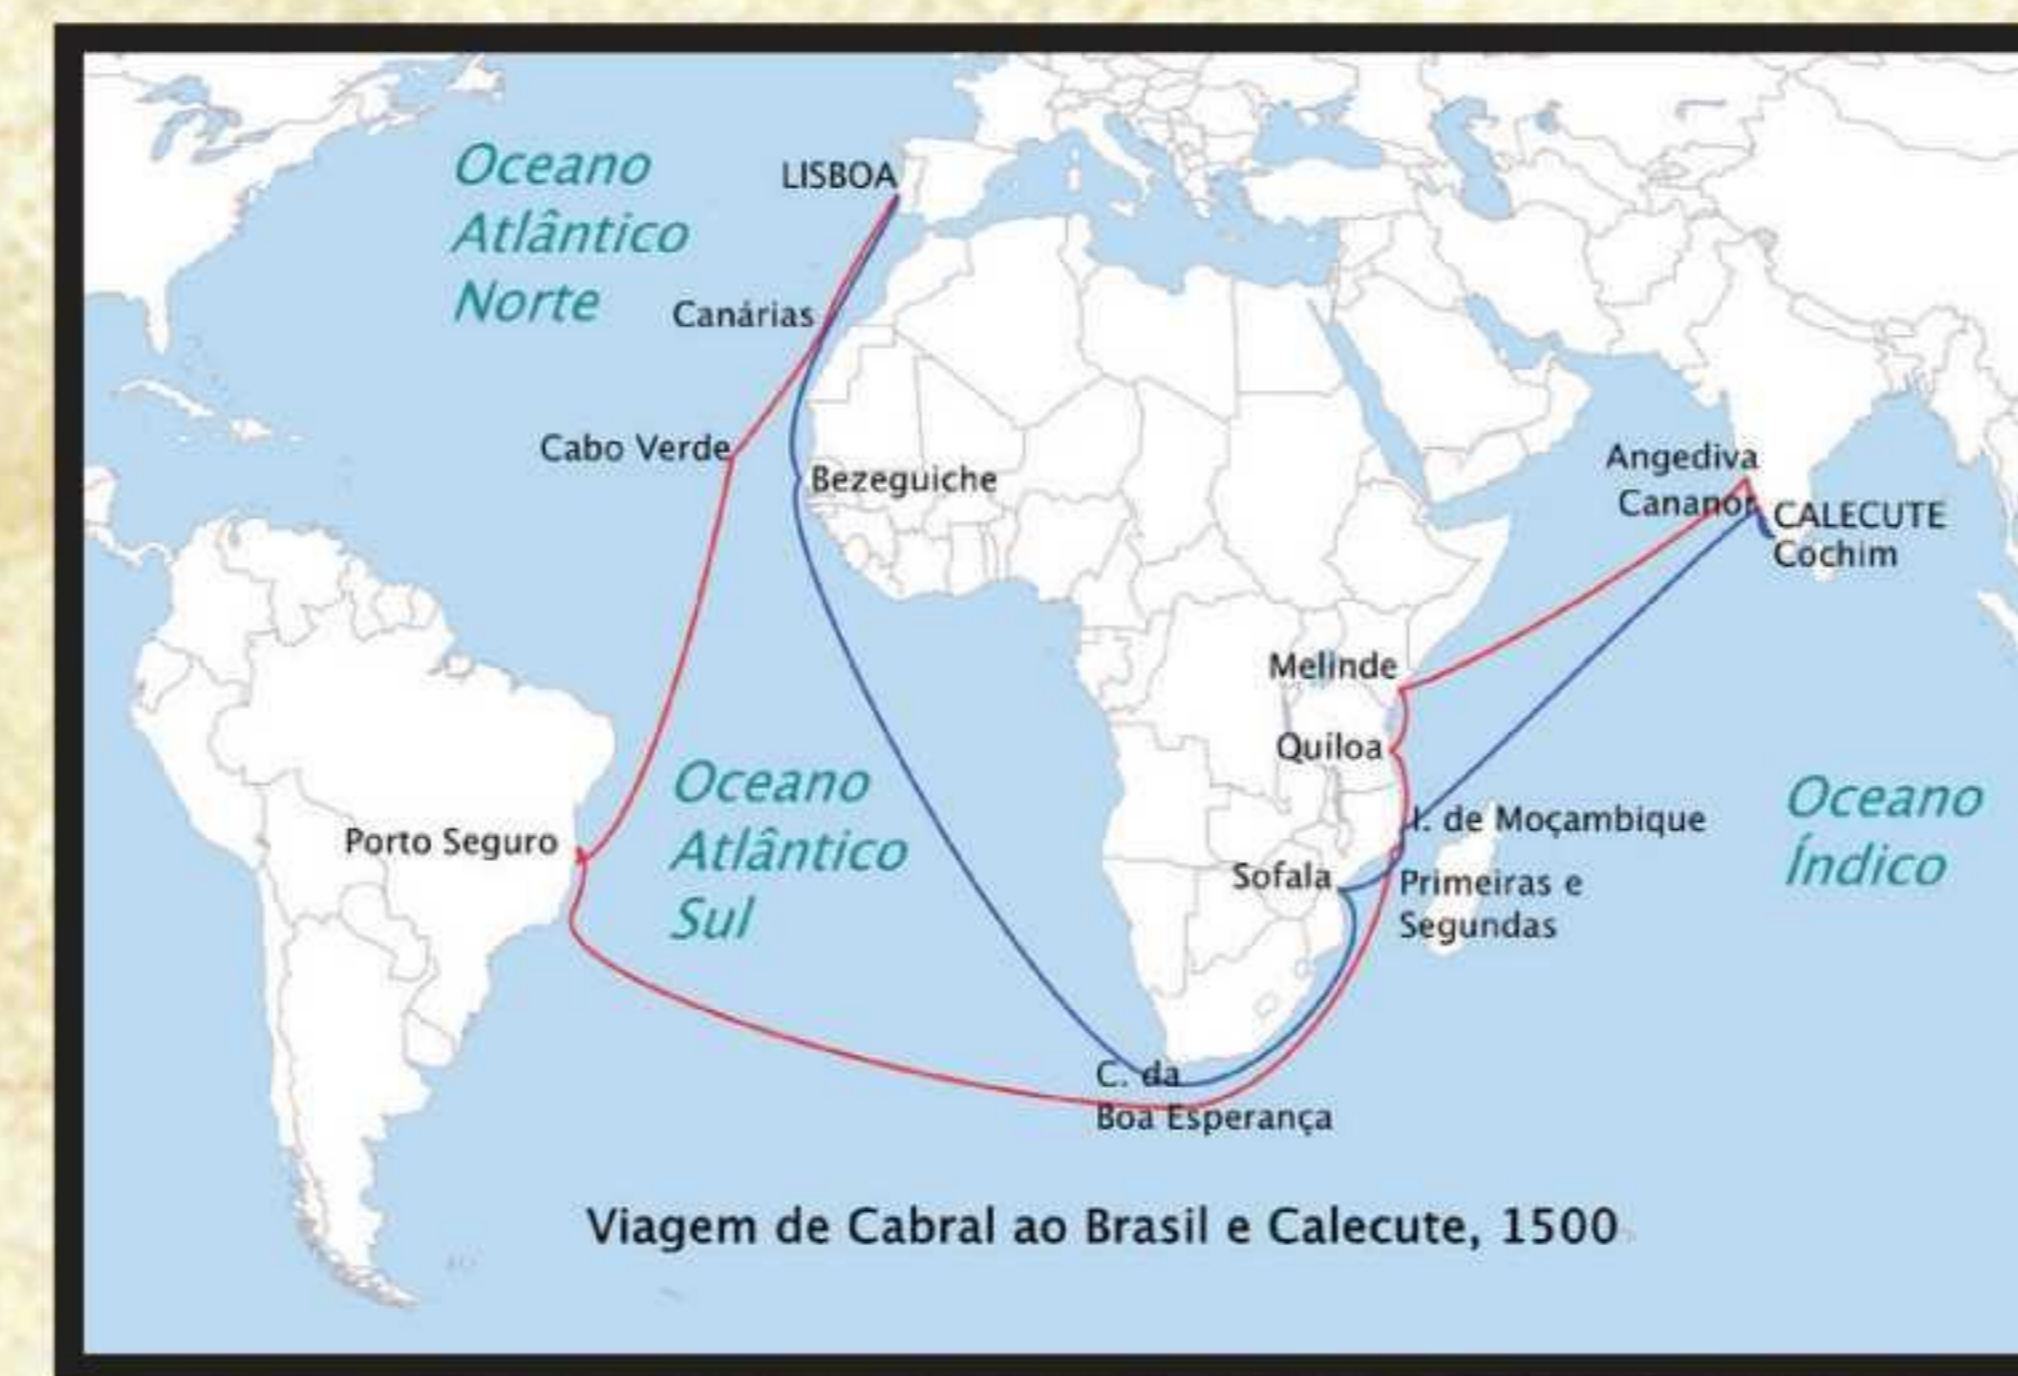 Oceano
Atlântico
Norte
LISBOA
Canárias
Cabo Verde
Bezeguiche
Angediva
Cananor
CALECUTE
Cochim
Melinde
Quíloa
Oceano
Atlântico
Sul
Porto Seguro
I. de Moçambique
Oceano
Índico
Sofala
Primeiras e
Segundas
C. da
Boa Esperança
Viagem de Cabral ao Brasil e Calecute, 1500